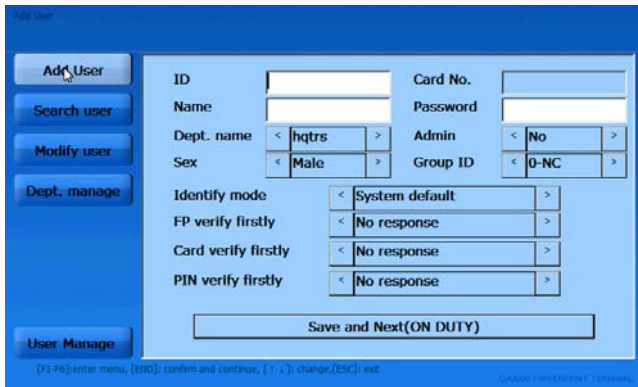 Add User
Add User
Search user
Modify user
Dept. manage
User Manage
ID
Card No.
Name
Password
Dept. name < hqtrs >
Admin < No >
Sex < Male >
Group ID < 0-NC >
Identify mode < System default >
FP verify firstly < No response >
Card verify firstly < No response >
PIN verify firstly < No response >
Save and Next(ON DUTY)
[F1-F6]:enter menu, [END]: confirm and continue, [ ↑ ↓ ]: change,[ESC]: exit
OA3000 FINGERPRINT TERMINAL